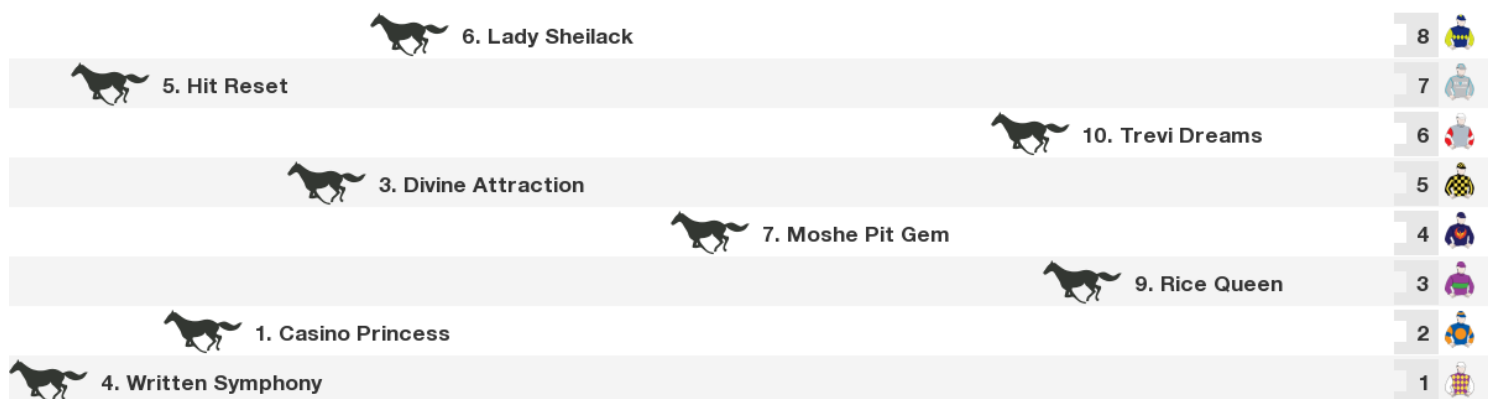 6. Lady Sheilack 8
5. Hit Reset 7
10. Trevi Dreams 6
3. Divine Attraction 5
7. Moshe Pit Gem 4
9. Rice Queen 3
1. Casino Princess 2
4. Written Symphony 1